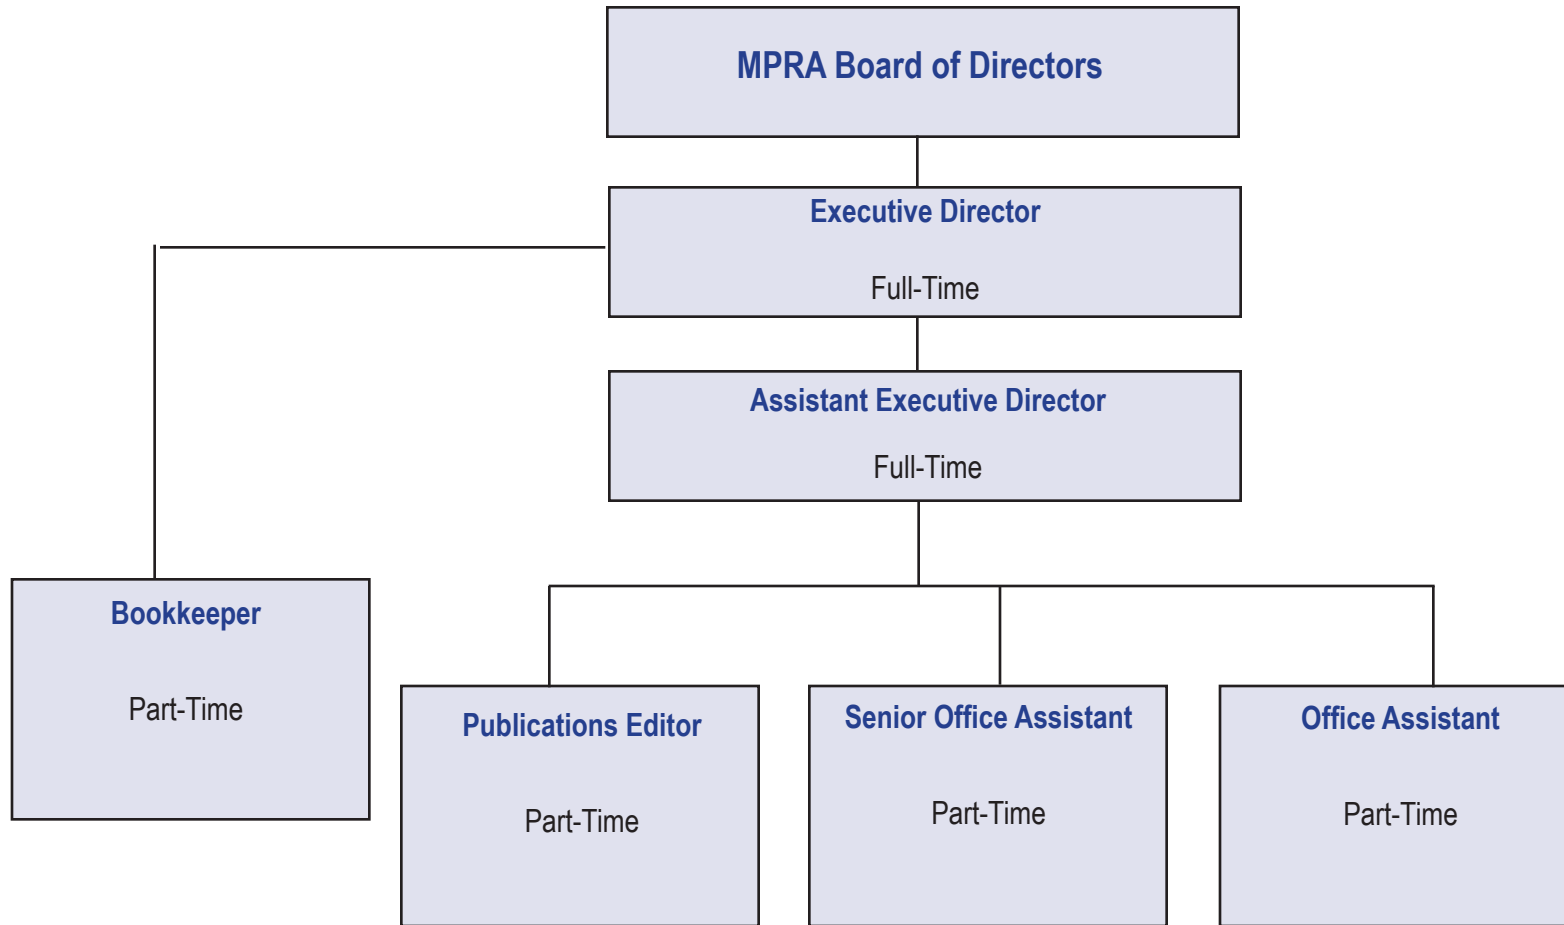 MPRA Board of Directors
Executive Director
Full-Time
Assistant Executive Director
Full-Time
Bookkeeper
Part-Time
Publications Editor
Part-Time
Senior Office Assistant
Part-Time
Office Assistant
Part-Time